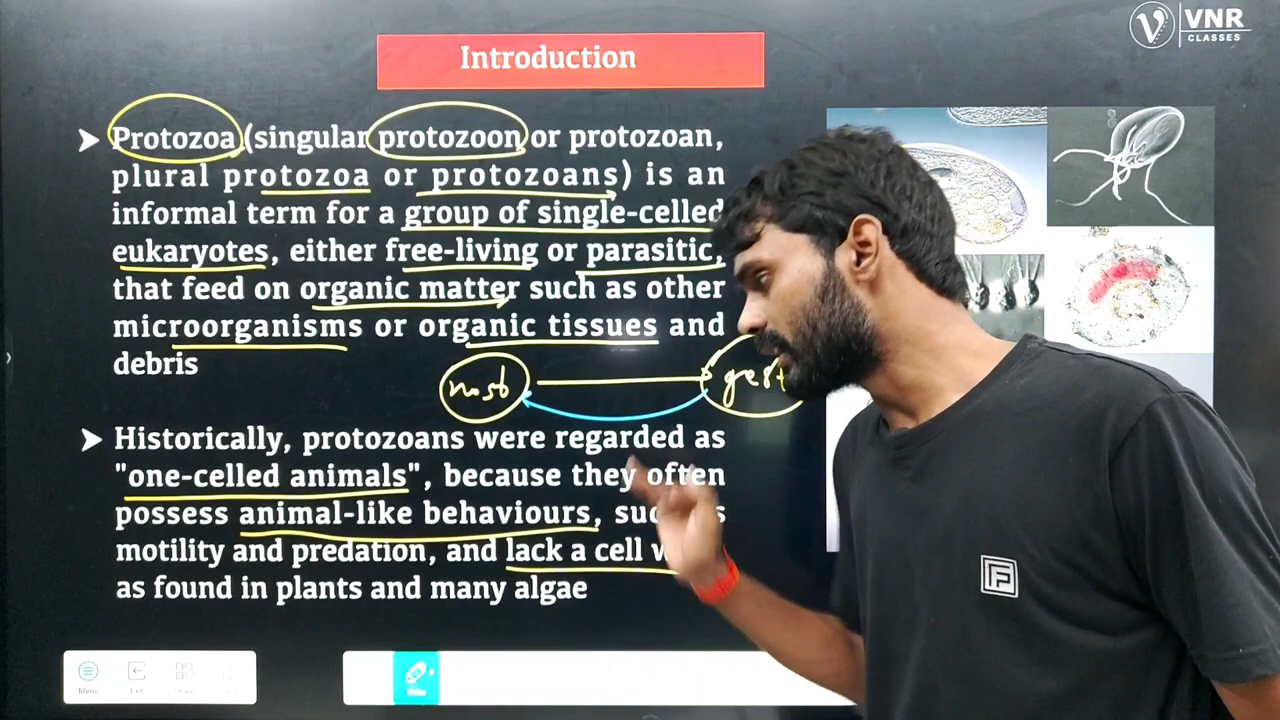 VNR
CLASSES
Introduction
Protozoa (singular protozoon or protozoan,
plural protozoa or protozoans) is an
informal term for a group of single-celled
eukaryotes, either free-living or parasitic,
that feed on organic matter such as other
microorganisms or organic tissues and
debris
Historically, protozoans were regarded as
"one-celled animals", because they often
possess animal-like behaviours,
motility and predation, and lack a cell
as found in plants and many algae
Menu Exit